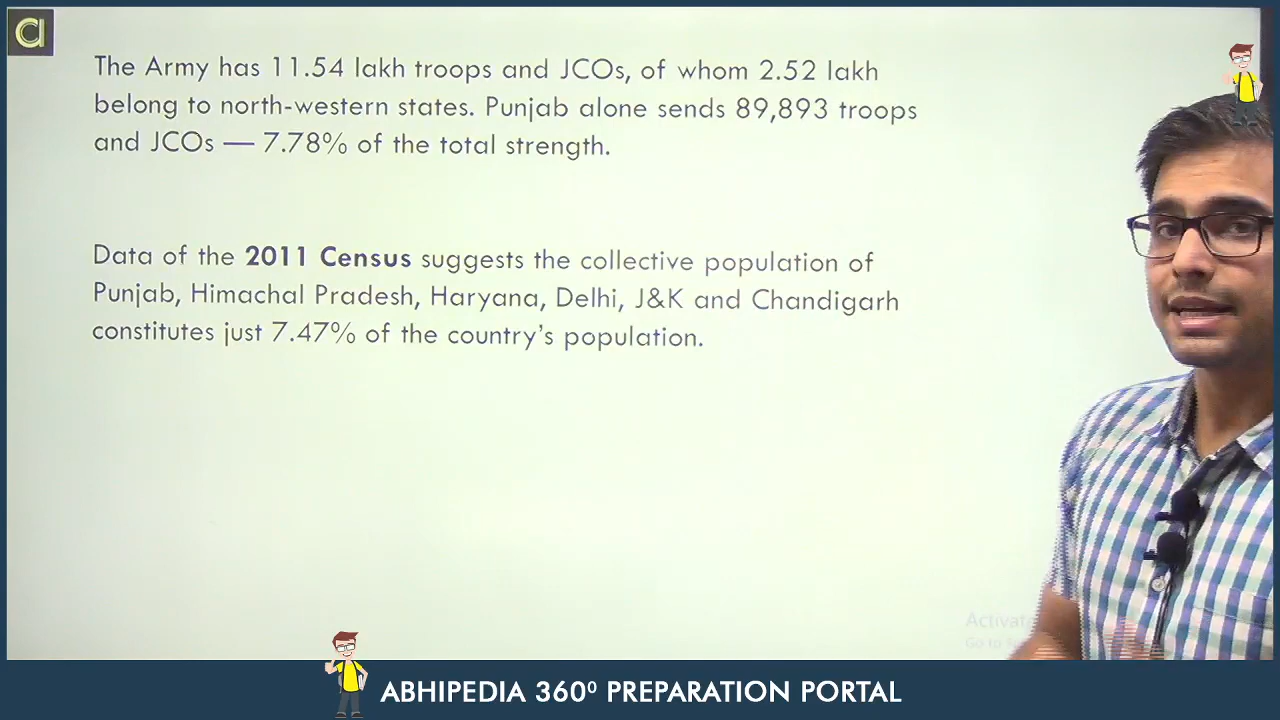 The Army has 11.54 lakh troops and JCOs, of whom 2.52 lakh
belong to north-western states. Punjab alone sends 89,893 troops
and JCOs — 7.78% of the total strength.
Data of the 2011 Census suggests the collective population of
Punjab, Himachal Pradesh, Haryana, Delhi, J&K and Chandigarh
constitutes just 7.47% of the country's population.
Activat
Go to S
ABHIPEDIA 360⁰ PREPARATION PORTAL